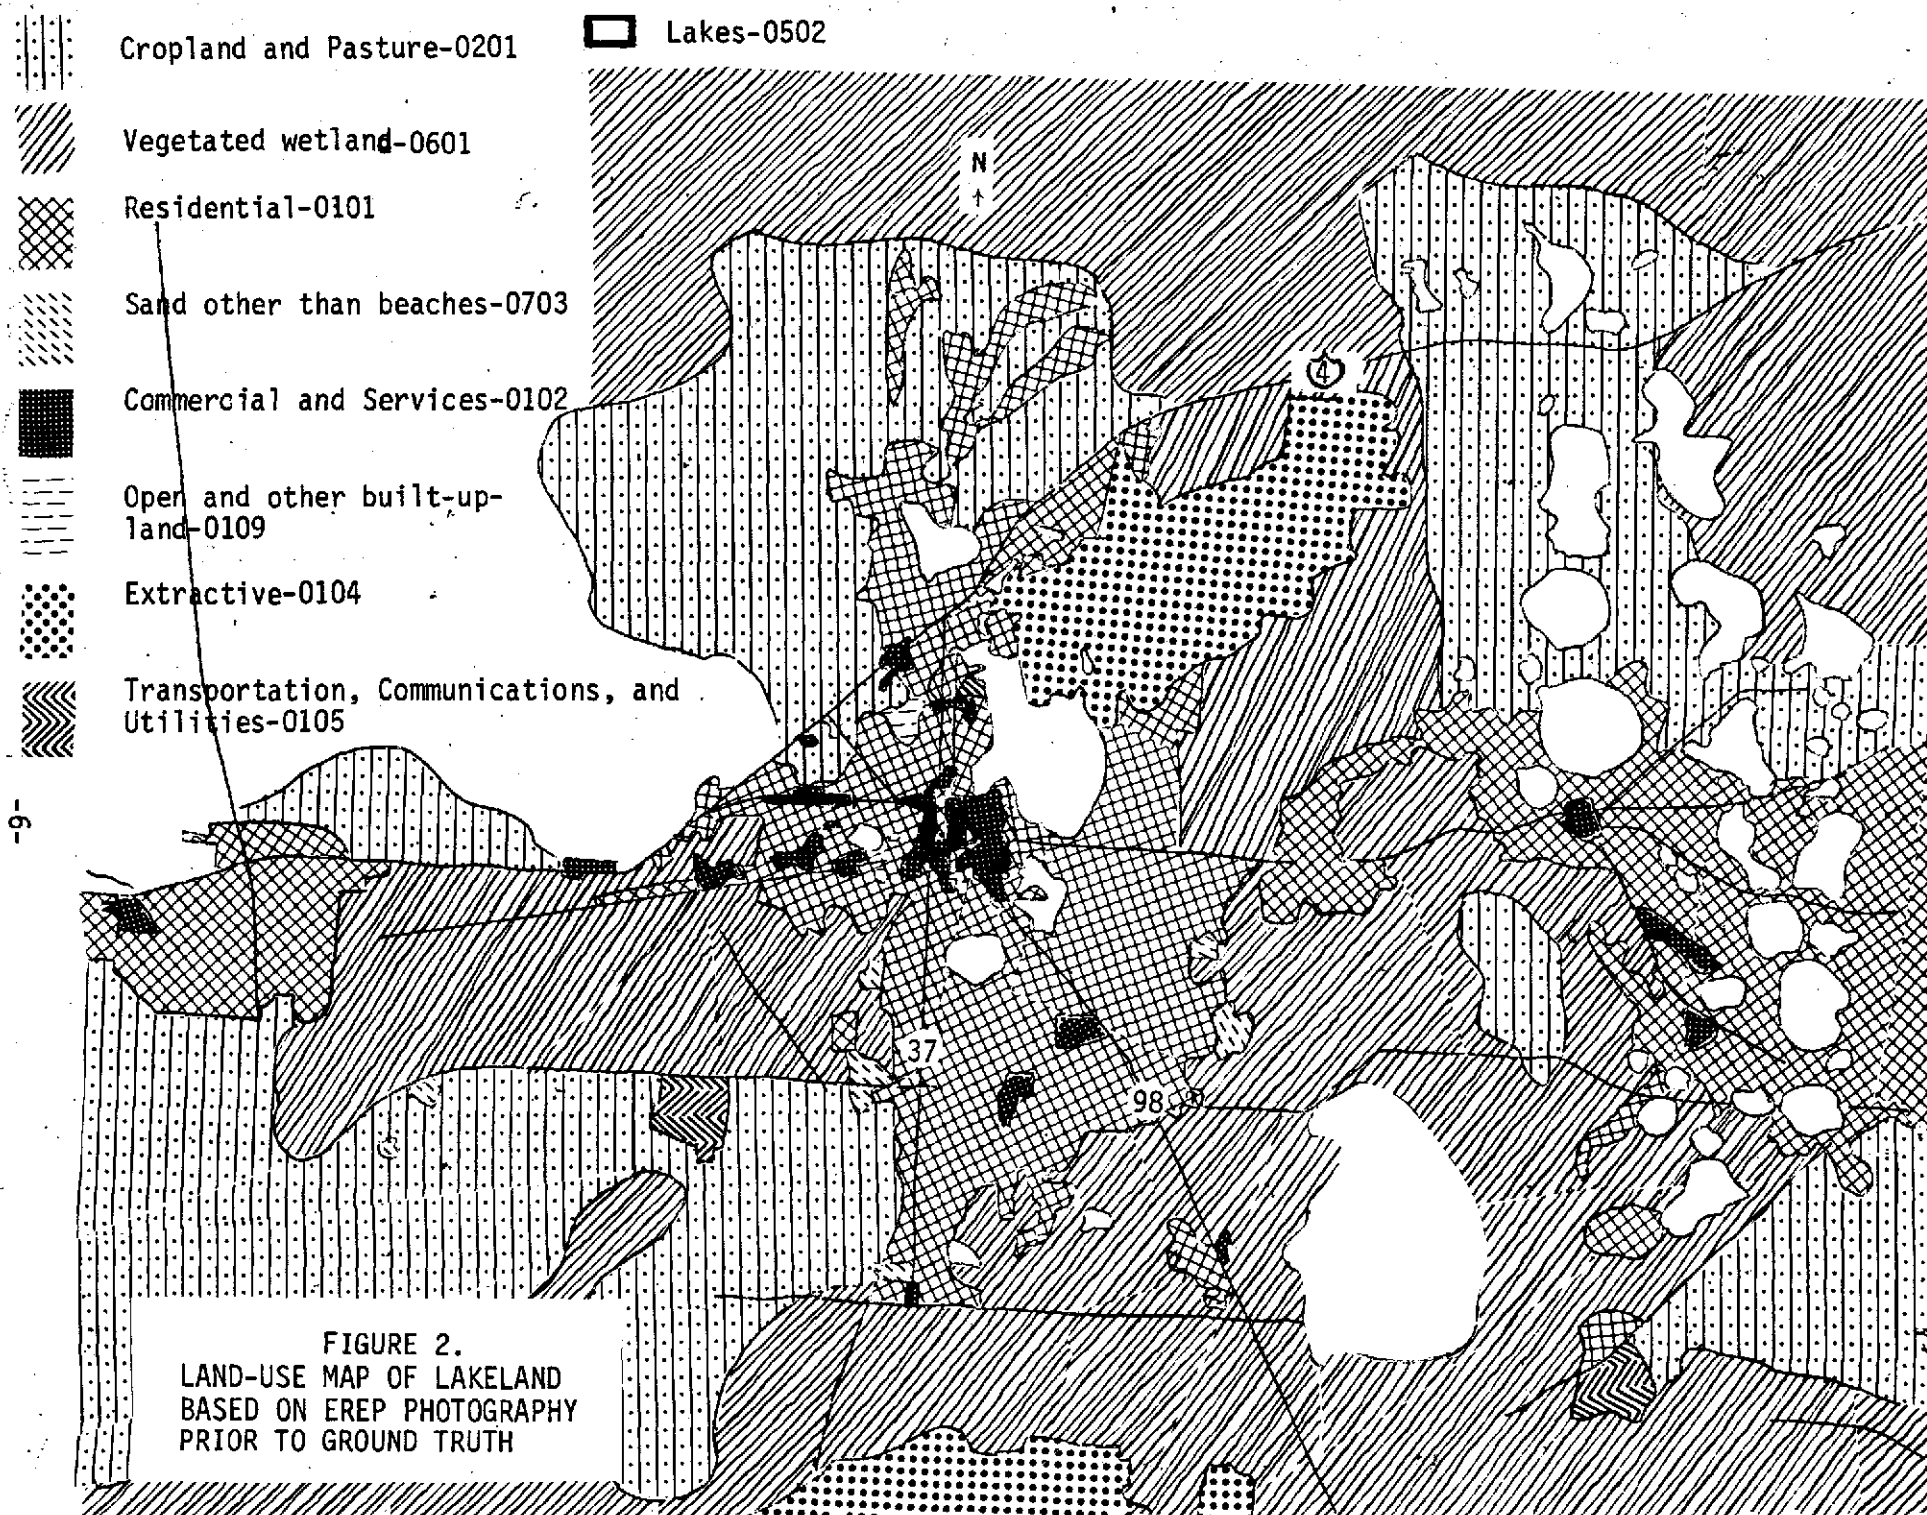 Cropland and Pasture-0201
Lakes-0502
Vegetated wetland-0601
Residential-0101
Sand other than beaches-0703
Commercial and Services-0102
Open and other built-up-
land-0109
Extractive-0104
Transportation, Communications, and
Utilities-0105
N
4
37
98
-6-
FIGURE 2.
LAND-USE MAP OF LAKELAND
BASED ON EREP PHOTOGRAPHY
PRIOR TO GROUND TRUTH